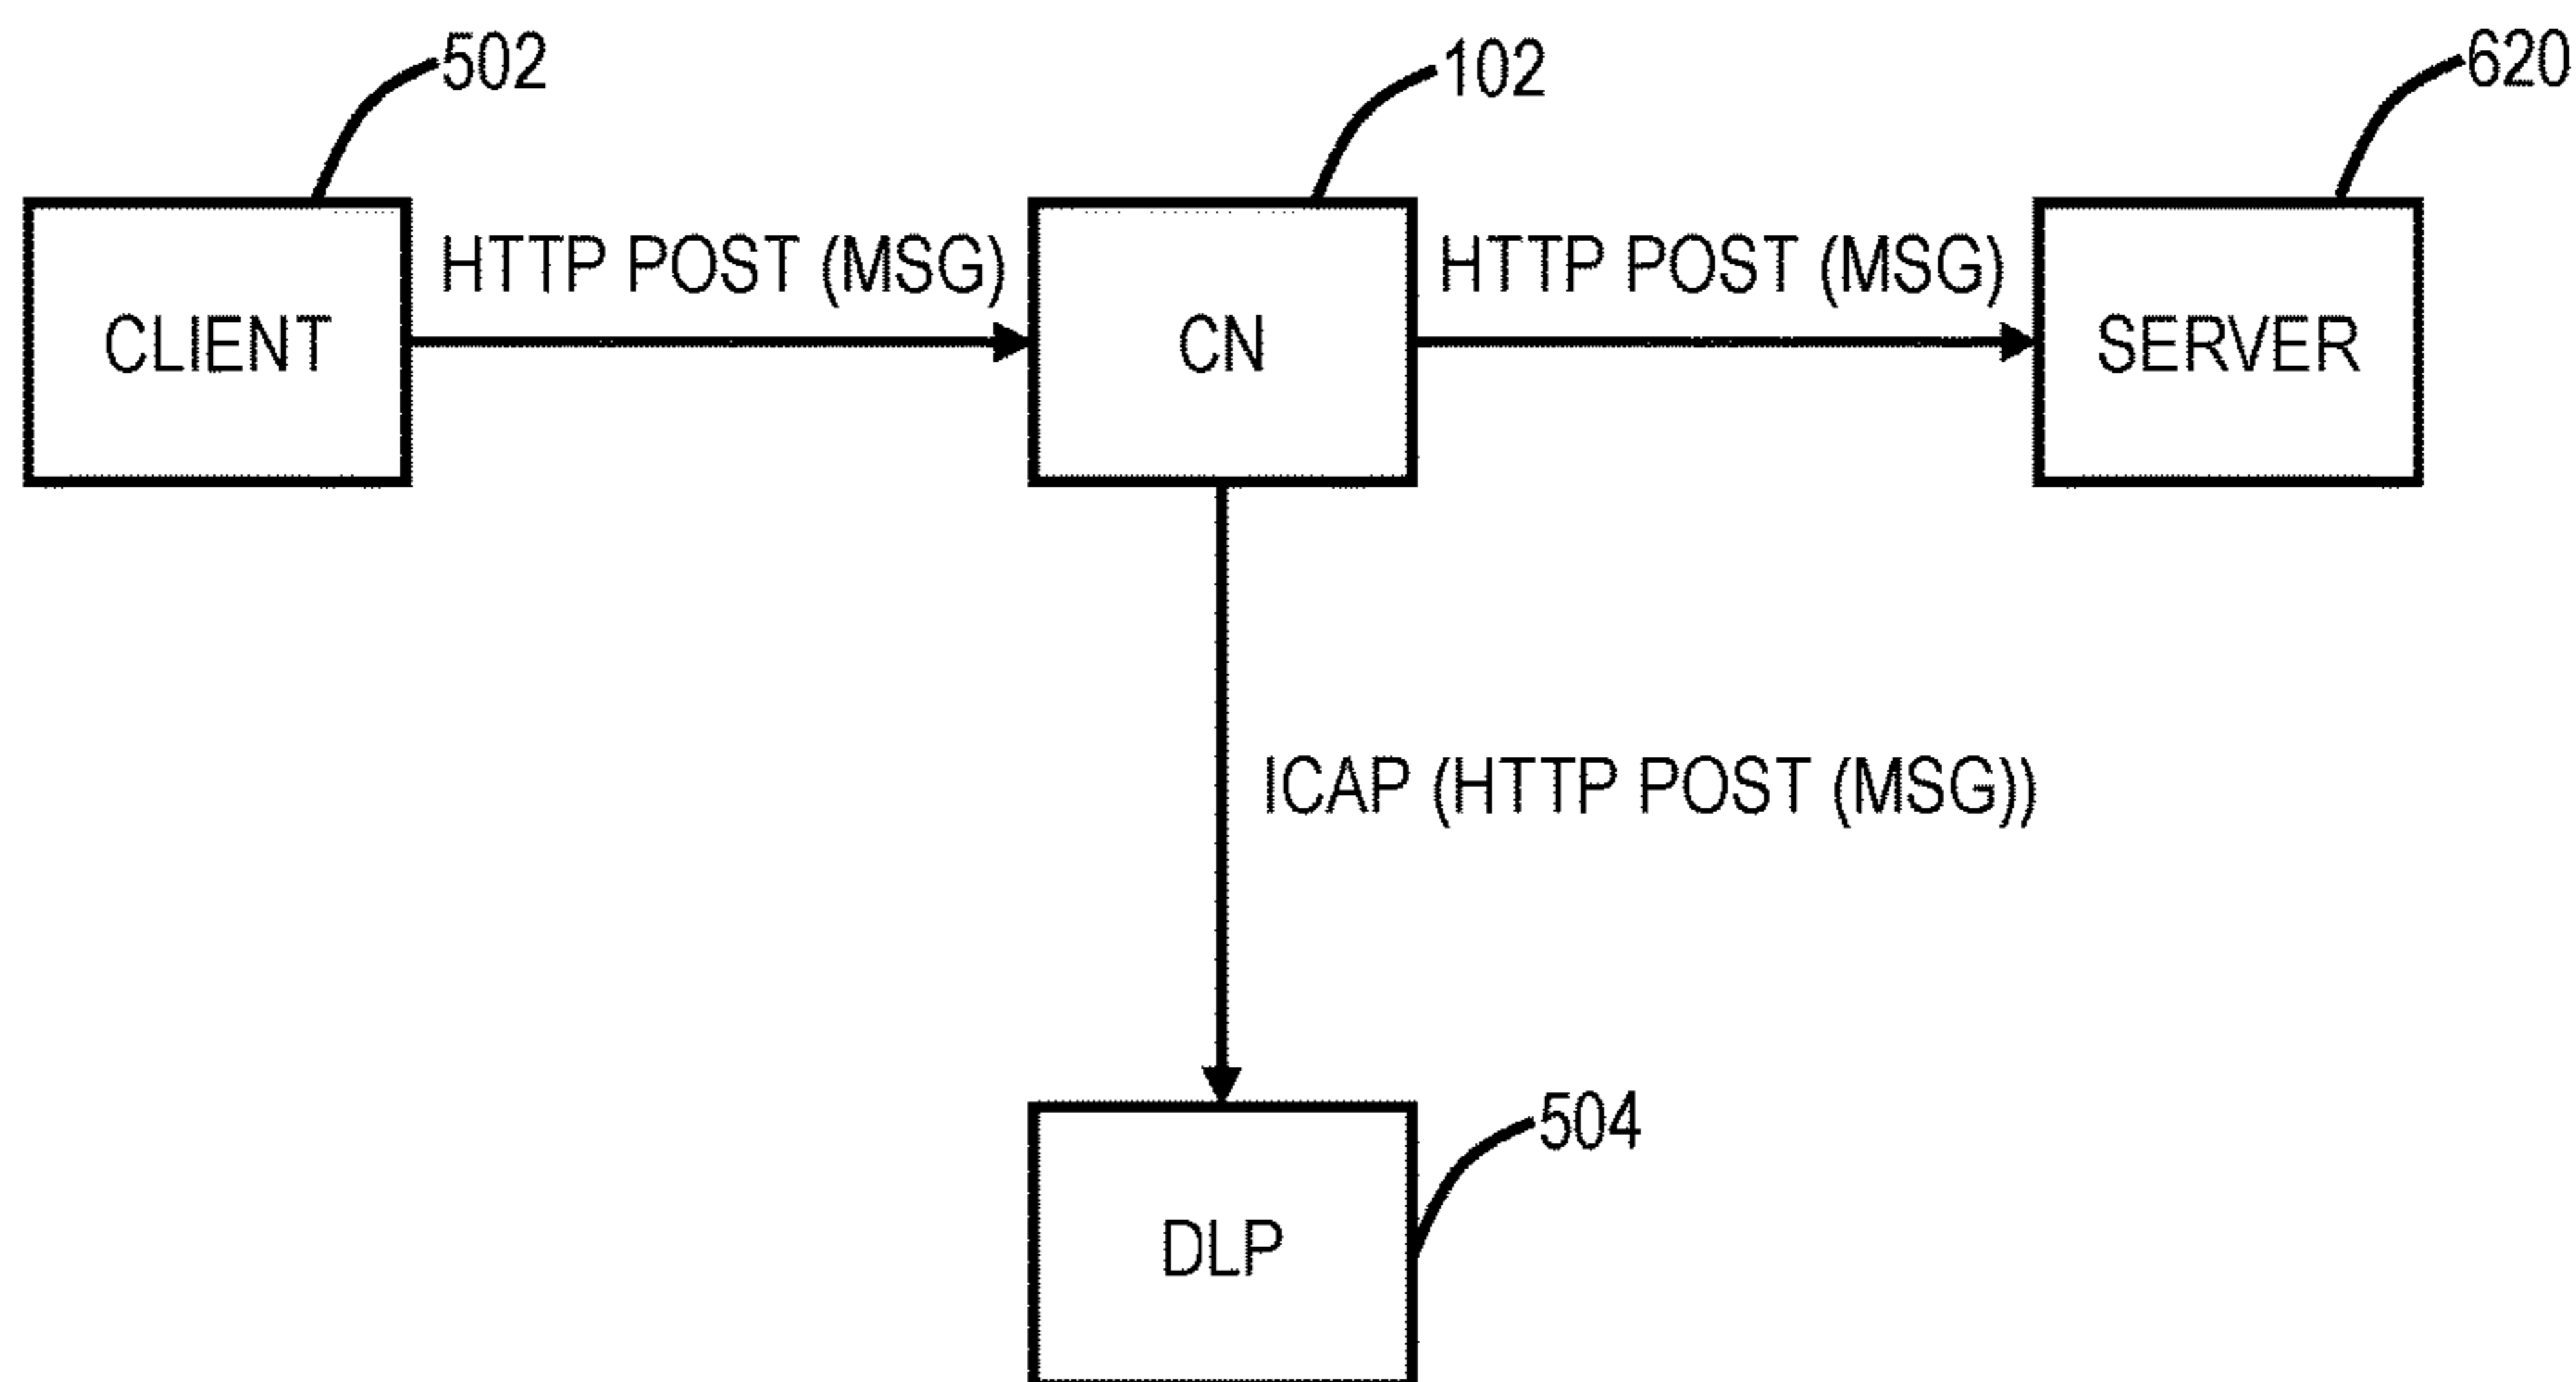 502
102
620
HTTP POST (MSG)
HTTP POST (MSG)
CLIENT
CN
SERVER
ICAP (HTTP POST (MSG))
504
DLP